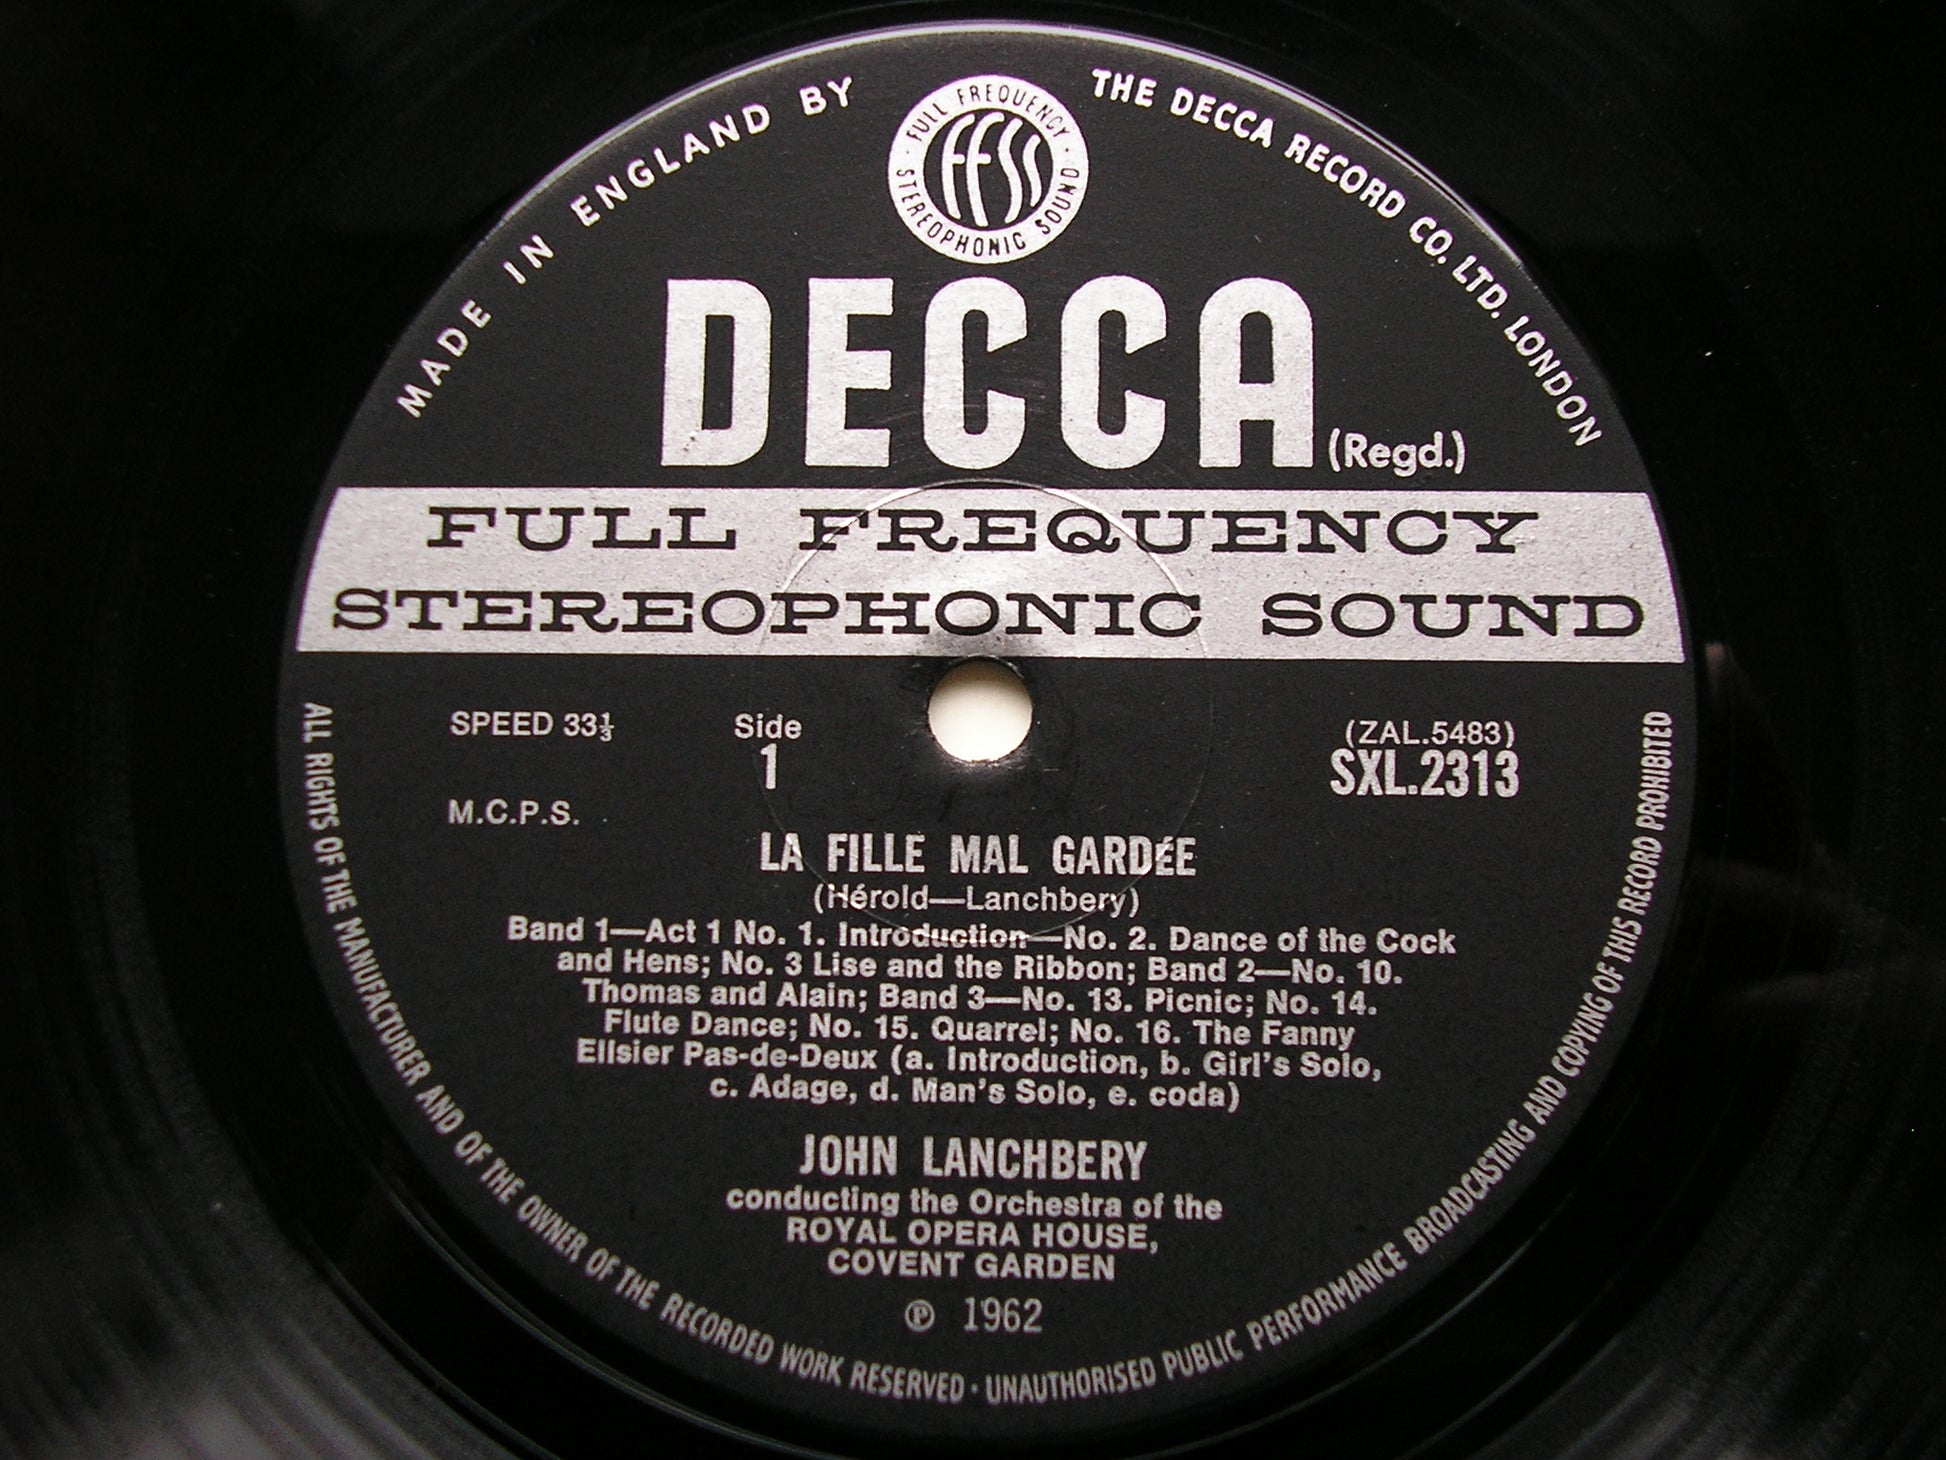 MADE IN ENGLAND BY
THE DECCA RECORD CO. LTD. LONDON
FULL FREQUENCY
ffss
STEREOPHONIC SOUND
DECCA (Regd.)
FULL FREQUENCY
STEREOPHONIC SOUND
SPEED 33⅓
Side
1
(ZAL.5483)
SXL.2313
M.C.P.S.
LA FILLE MAL GARDÉE
(Hérold—Lanchbery)
Band 1—Act 1 No. 1. Introduction—No. 2. Dance of the Cock
and Hens; No. 3 Lise and the Ribbon; Band 2—No. 10.
Thomas and Alain; Band 3—No. 13. Picnic; No. 14.
Flute Dance; No. 15. Quarrel; No. 16. The Fanny
Ellsier Pas-de-Deux (a. Introduction, b. Girl's Solo,
c. Adage, d. Man's Solo, e. coda)
JOHN LANCHBERY
conducting the Orchestra of the
ROYAL OPERA HOUSE,
COVENT GARDEN
℗ 1962
ALL RIGHTS OF THE MANUFACTURER AND OF THE OWNER OF THE RECORDED WORK RESERVED · UNAUTHORISED PUBLIC PERFORMANCE BROADCASTING AND COPYING OF THIS RECORD PROHIBITED